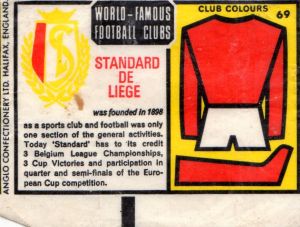 ANGLO CONFECTIONERY LTD. HALIFAX, ENGLAND.
WORLD-FAMOUS
FOOTBALL CLUBS
STANDARD
DE
LIÈGE
was founded in 1898
as a sports club and football was only
one section of the general activities.
Today 'Standard' has to its credit
3 Belgium League Championships,
3 Cup Victories and participation in
quarter and semi-finals of the Euro-
pean Cup competition.
CLUB COLOURS
69